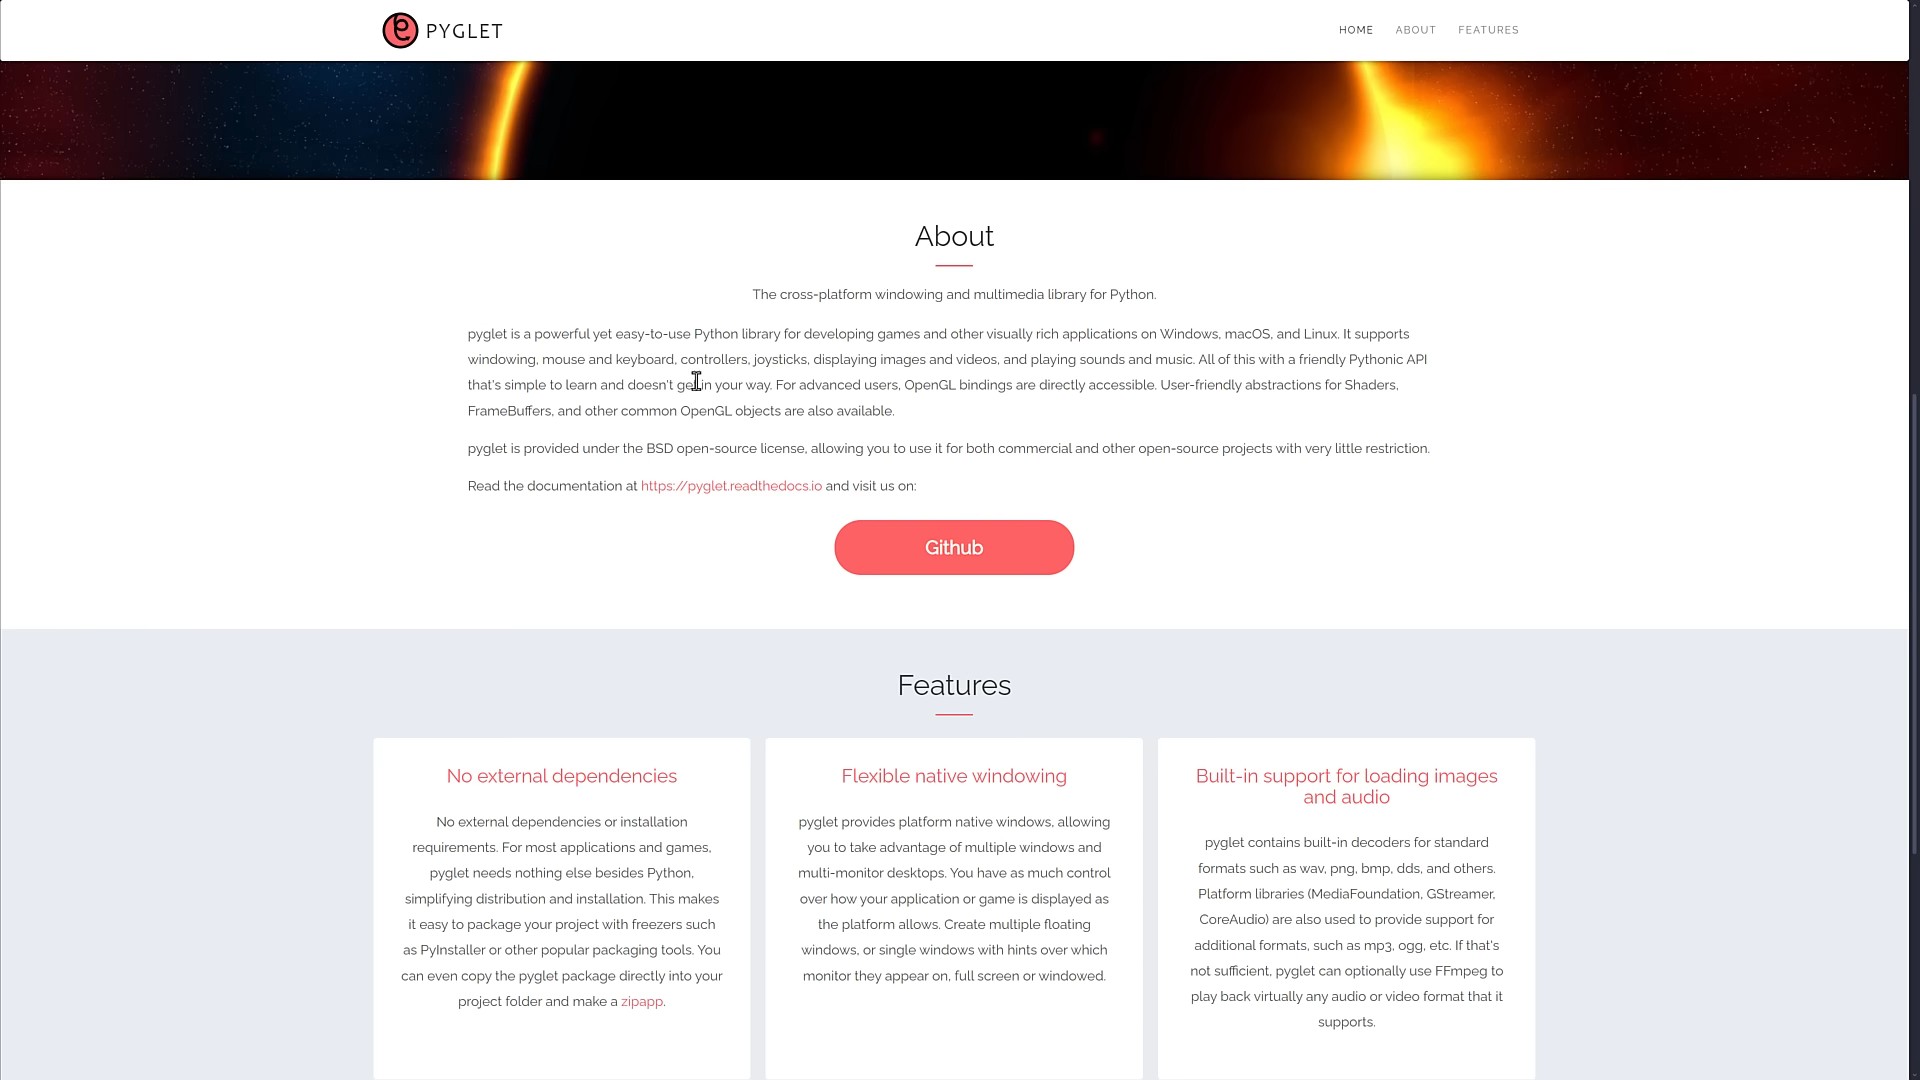 PYGLET
HOME ABOUT FEATURES
About
The cross-platform windowing and multimedia library for Python.
pyglet is a powerful yet easy-to-use Python library for developing games and other visually rich applications on Windows, macOS, and Linux. It supports
windowing, mouse and keyboard, controllers, joysticks, displaying images and videos, and playing sounds and music. All of this with a friendly Pythonic API
that's simple to learn and doesn't get in your way. For advanced users, OpenGL bindings are directly accessible. User-friendly abstractions for Shaders,
FrameBuffers, and other common OpenGL objects are also available.
pyglet is provided under the BSD open-source license, allowing you to use it for both commercial and other open-source projects with very little restriction.
Read the documentation at https://pyglet.readthedocs.io and visit us on:
Github
Features
No external dependencies
No external dependencies or installation
requirements. For most applications and games,
pyglet needs nothing else besides Python,
simplifying distribution and installation. This makes
it easy to package your project with freezers such
as PyInstaller or other popular packaging tools. You
can even copy the pyglet package directly into your
project folder and make a zipapp.
Flexible native windowing
pyglet provides platform native windows, allowing
you to take advantage of multiple windows and
multi-monitor desktops. You have as much control
over how your application or game is displayed as
the platform allows. Create multiple floating
windows, or single windows with hints over which
monitor they appear on, full screen or windowed.
Built-in support for loading images
and audio
pyglet contains built-in decoders for standard
formats such as wav, png, bmp, dds, and others.
Platform libraries (MediaFoundation, GStreamer,
CoreAudio) are also used to provide support for
additional formats, such as mp3, ogg, etc. If that's
not sufficient, pyglet can optionally use FFmpeg to
play back virtually any audio or video format that it
supports.